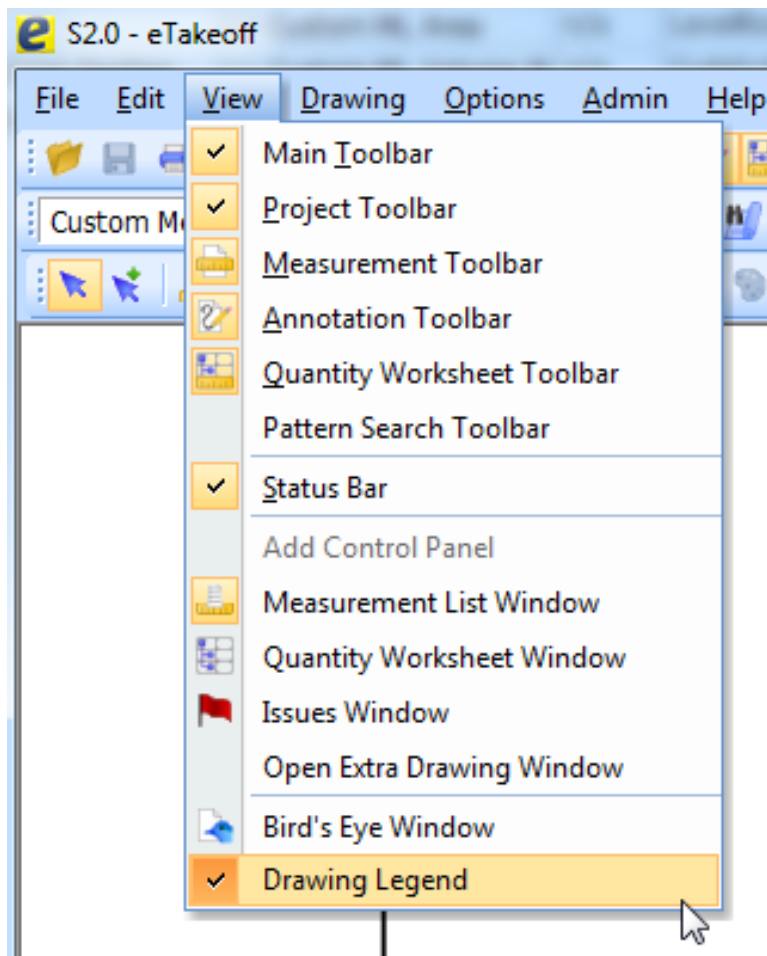 e S2.0 - eTakeoff
File Edit View Drawing Options Admin Help
Main Toolbar
Custom M
Project Toolbar
Measurement Toolbar
Annotation Toolbar
Quantity Worksheet Toolbar
Pattern Search Toolbar
Status Bar
Add Control Panel
Measurement List Window
Quantity Worksheet Window
Issues Window
Open Extra Drawing Window
Bird's Eye Window
Drawing Legend